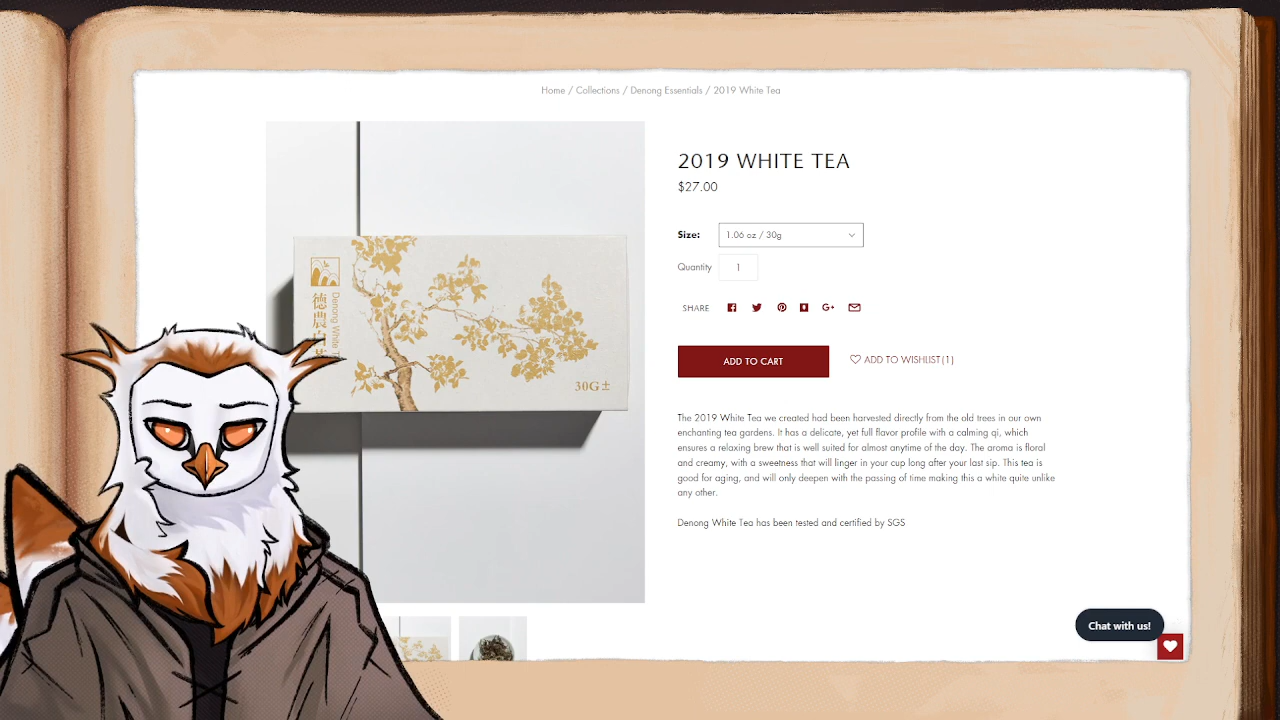 Home / Collections / Denong Essentials / 2019 White Tea
2019 WHITE TEA
$27.00
Size: 1.06 oz / 30g
Quantity 1
SHARE
ADD TO CART
ADD TO WISHLIST(1)
德農白
Denong White
30G±
The 2019 White Tea we created had been harvested directly from the old trees in our own
enchanting tea gardens. It has a delicate, yet full flavor profile with a calming qi, which
ensures a relaxing brew that is well suited for almost anytime of the day. The aroma is floral
and creamy, with a sweetness that will linger in your cup long after your last sip. This tea is
good for aging, and will only deepen with the passing of time making this a white quite unlike
any other.
Denong White Tea has been tested and certified by SGS
Chat with us!